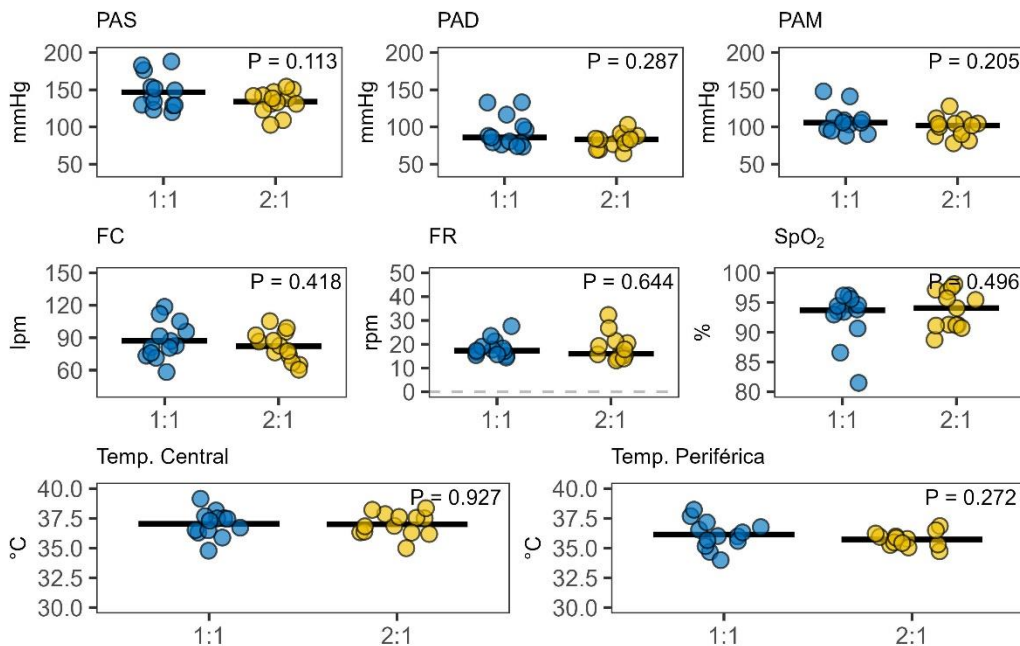 PAS
PAD
PAM
200
150
100
50
mmHg
P = 0.113
1:1
2:1
200
150
100
50
mmHg
P = 0.287
1:1
2:1
200
150
100
50
mmHg
P = 0.205
1:1
2:1
FC
FR
SpO₂
150
120
90
60
lpm
P = 0.418
1:1
2:1
50
40
30
20
10
0
rpm
P = 0.644
1:1
2:1
100
95
90
85
80
%
P = 0.496
1:1
2:1
Temp. Central
Temp. Periférica
40.0
37.5
35.0
32.5
30.0
°C
P = 0.927
1:1
2:1
40.0
37.5
35.0
32.5
30.0
°C
P = 0.272
1:1
2:1